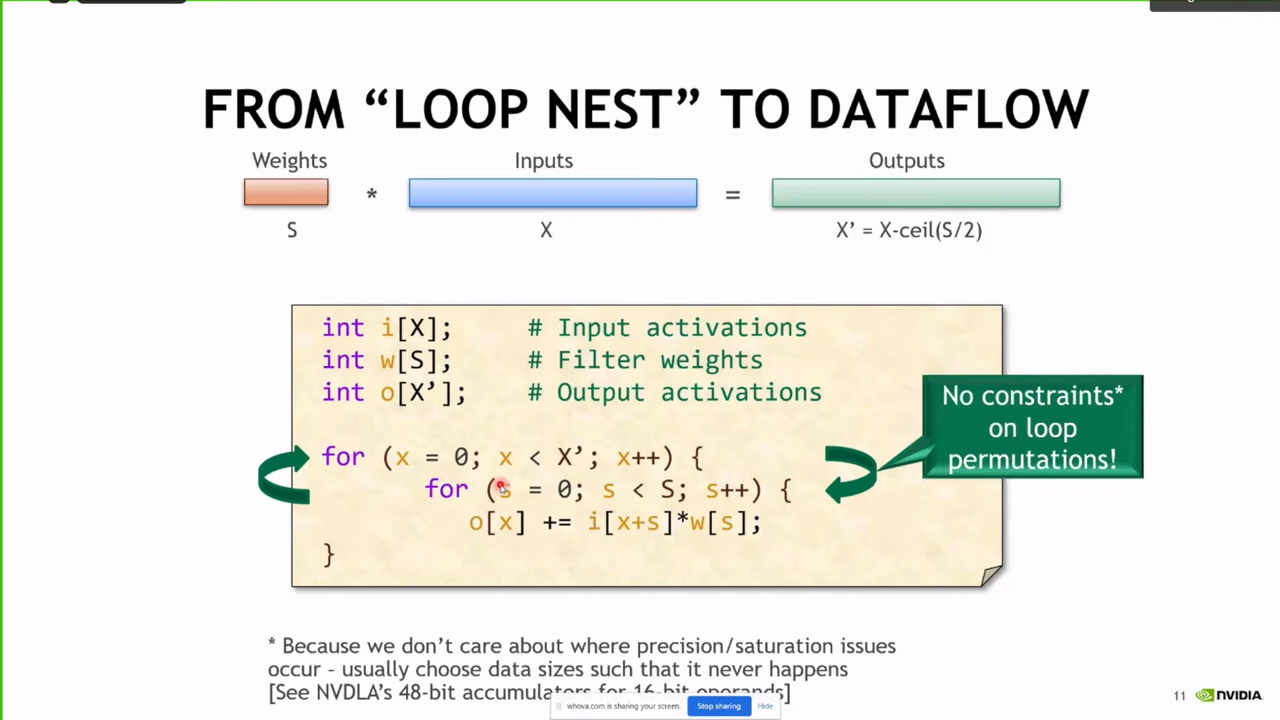 FROM “LOOP NEST” TO DATAFLOW
Weights Inputs Outputs
* =
S X X’ = X-ceil(S/2)
int i[X]; # Input activations
int w[S]; # Filter weights
int o[X’]; # Output activations
No constraints*
on loop
permutations!
for (x = 0; x < X’; x++) {
for (s = 0; s < S; s++) {
o[x] += i[x+s]*w[s];
}
* Because we don’t care about where precision/saturation issues
occur – usually choose data sizes such that it never happens
[See NVDLA’s 48-bit accumulators for 16-bit operands]
whova.com is sharing your screen. Stop sharing Hide
11 NVIDIA.